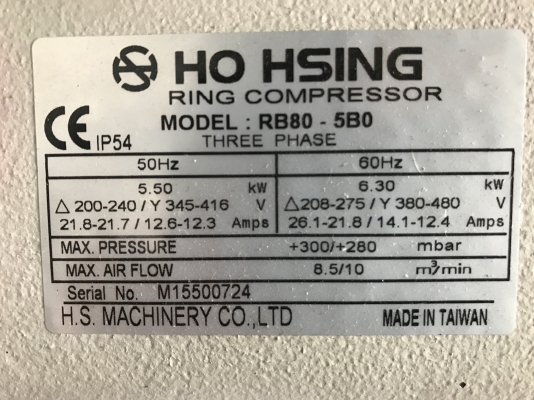 HO HSING
RING COMPRESSOR
MODEL : RB80 - 5B0
CE IP54 THREE PHASE
50Hz 60Hz
5.50 kW 6.30 kW
△ 200-240 / Y 345-416 V △ 208-275 / Y 380-480 V
21.8-21.7 / 12.6-12.3 Amps 26.1-21.8 / 14.1-12.4 Amps
MAX. PRESSURE +300/+280 mbar
MAX. AIR FLOW 8.5/10 m³/min
Serial No. M15500724
H.S. MACHINERY CO.,LTD MADE IN TAIWAN